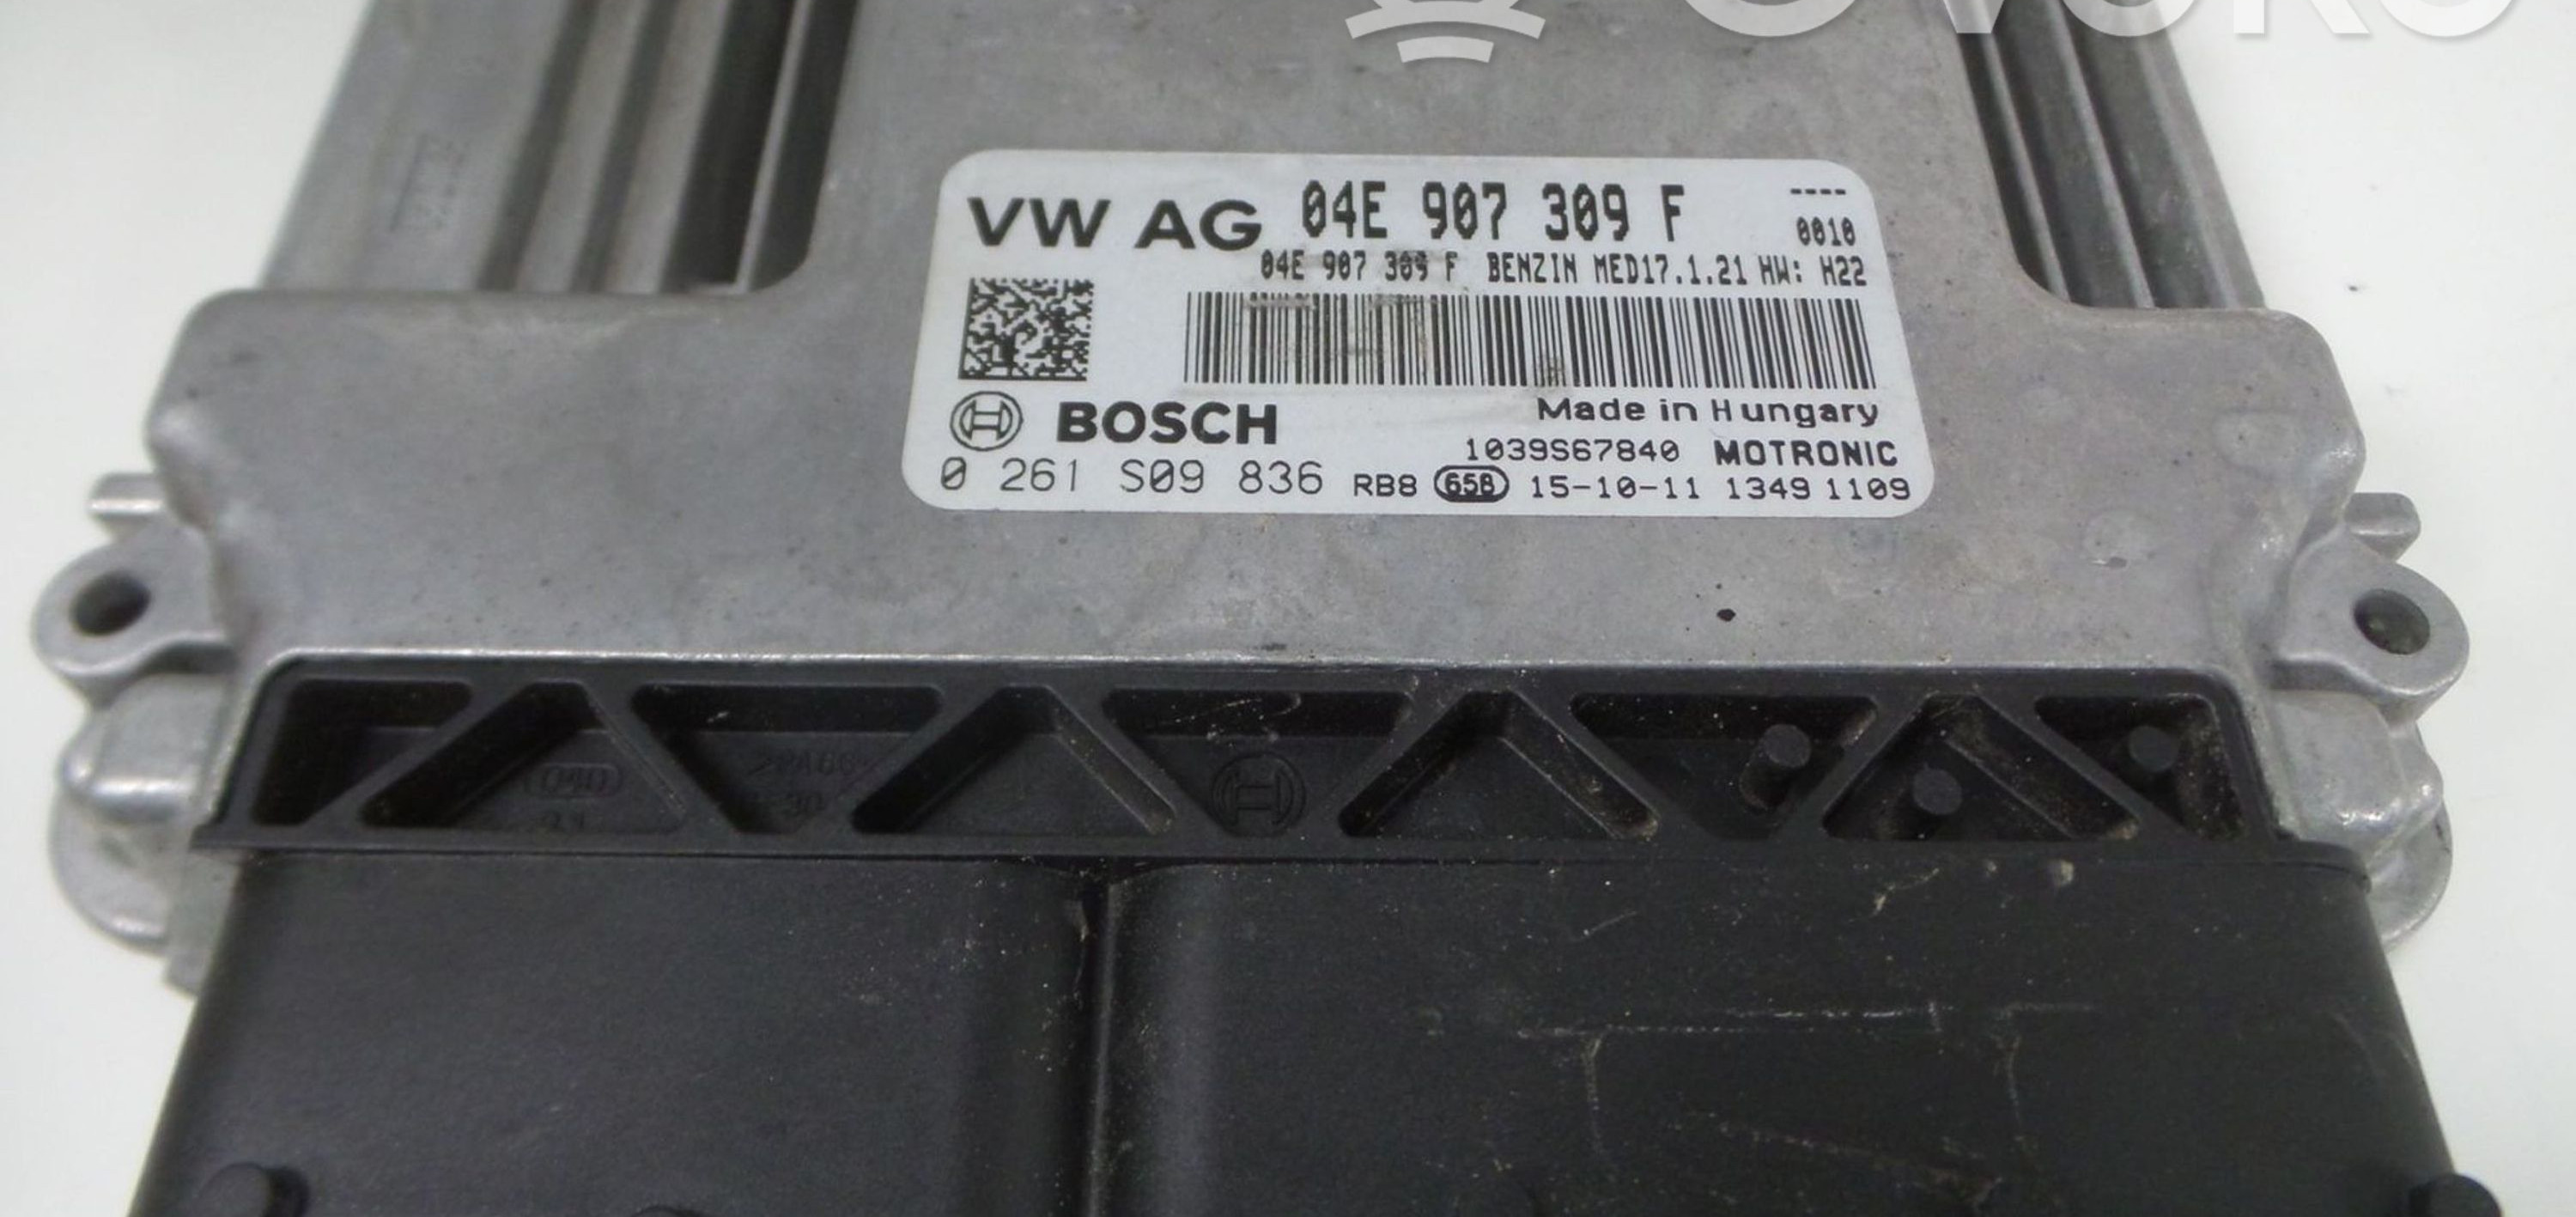 VW AG 04E 907 309 F ----
0010
04E 907 309 F BENZIN MED17.1.21 HW: H22
BOSCH
Made in Hungary
1039S67840 MOTRONIC
0 261 S09 836 RB8 65B 15-10-11 1349 1109